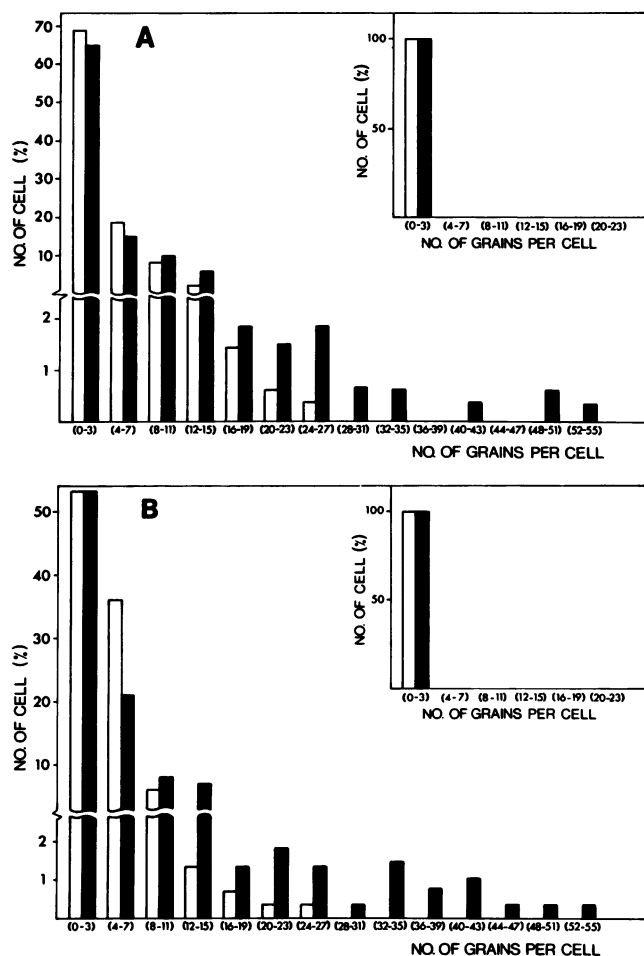 A
NO. OF CELL (%)
70
60
50
40
30
20
10
2
1
(0-3) (4-7) (8-11) (12-15) (16-19) (20-23) (24-27) (28-31) (32-35) (36-39) (40-43) (44-47) (48-51) (52-55)
NO. OF GRAINS PER CELL
NO. OF CELL (%)
100
50
(0-3) (4-7) (8-11) (12-15) (16-19) (20-23)
NO. OF GRAINS PER CELL
B
NO. OF CELL (%)
50
40
30
20
10
2
1
(0-3) (4-7) (8-11) (12-15) (16-19) (20-23) (24-27) (28-31) (32-35) (36-39) (40-43) (44-47) (48-51) (52-55)
NO. OF GRAINS PER CELL
NO. OF CELL (%)
100
50
(0-3) (4-7) (8-11) (12-15) (16-19) (20-23)
NO. OF GRAINS PER CELL